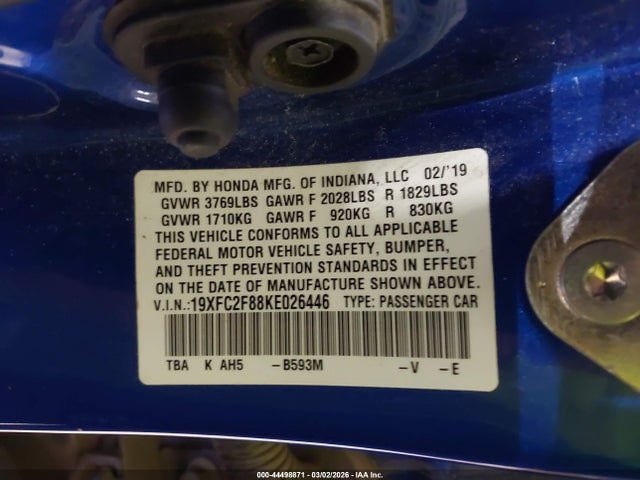 MFD. BY HONDA MFG. OF INDIANA, LLC 02/'19
GVWR 3769LBS GAWR F 2028LBS R 1829LBS
GVWR 1710KG GAWR F 920KG R 830KG
THIS VEHICLE CONFORMS TO ALL APPLICABLE
FEDERAL MOTOR VEHICLE SAFETY, BUMPER,
AND THEFT PREVENTION STANDARDS IN EFFECT
ON THE DATE OF MANUFACTURE SHOWN ABOVE.
V.I.N.:19XFC2F88KE026446 TYPE: PASSENGER CAR
TBA K AH5 -B593M -V -E
000-44498871 - 03/02/2026 - IAA Inc.